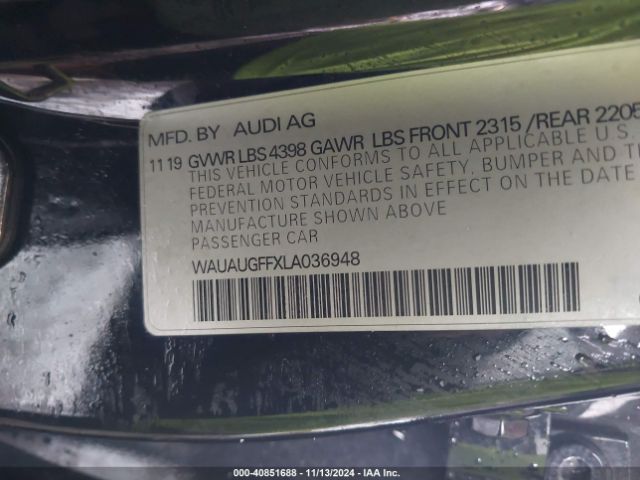 MFD. BY AUDI AG
11 19 GVWR LBS 4398 GAWR LBS FRONT 2315 / REAR 2205
THIS VEHICLE CONFORMS TO ALL APPLICABLE U.S.
FEDERAL MOTOR VEHICLE SAFETY, BUMPER AND
PREVENTION STANDARDS IN EFFECT ON THE DATE
MANUFACTURE SHOWN ABOVE
PASSENGER CAR
WAUAUGFFXLA036948
000-40851688 - 11/13/2024 - IAA Inc.